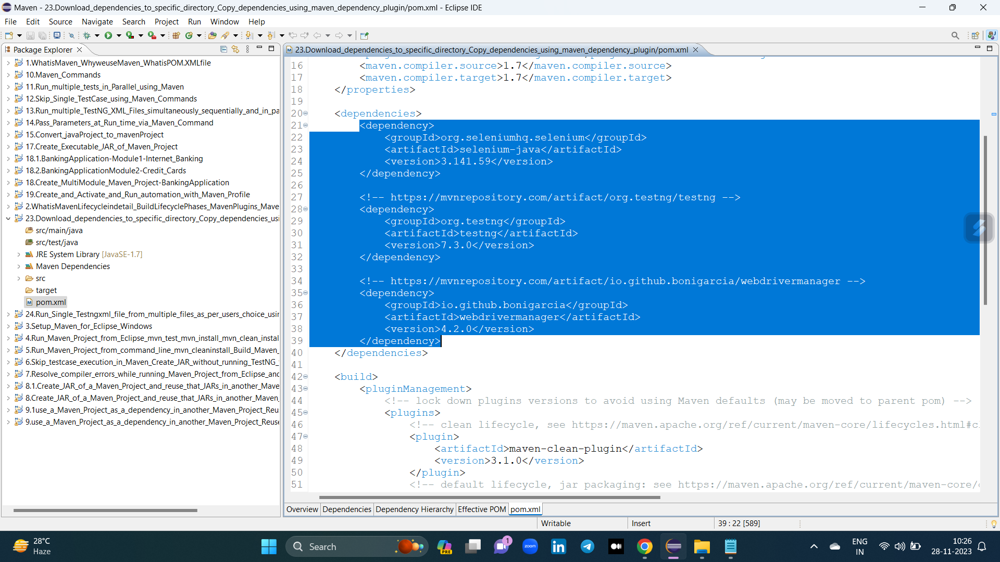 Maven - 23.Download_dependencies_to_specific_directory_Copy_dependencies_using_maven_dependency_plugin/pom.xml - Eclipse IDE
File Edit Source Navigate Search Project Run Window Help
Package Explorer
1.WhatisMaven_WhyweuseMaven_WhatisPOM.XMLfile
10.Maven_Commands
11.Run_multiple_tests_in_Parallel_using_Maven
12.Skip_Single_TestCase_using_Maven_Commands
13.Run_multiple_TestNG_XML_Files_simultaneously_sequentially_and_in_pa
14.Pass_Parameters_at_Run_time_via_Maven_Command
15.Convert_javaProject_to_mavenProject
17.Create_Executable_JAR_of_Maven_Project
18.1.BankingApplication-Module1-Internet_Banking
18.2.BankingApplicationModule2-Credit_Cards
18.Create_MultiModule_Maven_Project-BankingApplication
19.Create_and_Activate_and_Run_automation_with_Maven_Profile
2.WhatisMavenLifecycleindetail_BuildLifecyclePhases_MavenPlugins_Mave
23.Download_dependencies_to_specific_directory_Copy_dependencies_usi
src/main/java
src/test/java
JRE System Library [JavaSE-1.7]
Maven Dependencies
src
target
pom.xml
24.Run_Single_Testngxml_file_from_multiple_files_as_per_users_choice_usin
3.Setup_Maven_for_Eclipse_Windows
4.Run_Maven_Project_from_Eclipse_mvn_test_mvn_install_mvn_clean_instal
5.Run_Maven_Project_from_command_line_mvn_cleaninstall_Build_Maven_
6.Skip_testcase_execution_in_Maven_Create_JAR_without_running_TestNG_
7.Resolve_compiler_errors_while_running_Maven_Project_from_Eclipse_and
8.1.Create_JAR_of_a_Maven_Project_and_reuse_that_JARs_in_another_Mave
8.Create_JAR_of_a_Maven_Project_and_reuse_that_JARs_in_another_Maven_
9.1use_a_Maven_Project_as_a_dependency_in_another_Maven_Project_Reu
9.use_a_Maven_Project_as_a_dependency_in_another_Maven_Project_Reuse
23.Download_dependencies_to_specific_directory_Copy_dependencies_using_maven_dependency_plugin/pom.xml
16 <maven.compiler.source>1.7</maven.compiler.source>
17 <maven.compiler.target>1.7</maven.compiler.target>
18 </properties>
19
20 <dependencies>
21 <dependency>
22 <groupId>org.seleniumhq.selenium</groupId>
23 <artifactId>selenium-java</artifactId>
24 <version>3.141.59</version>
25 </dependency>
26
27 <!-- https://mvnrepository.com/artifact/org.testng/testng -->
28 <dependency>
29 <groupId>org.testng</groupId>
30 <artifactId>testng</artifactId>
31 <version>7.3.0</version>
32 </dependency>
33
34 <!-- https://mvnrepository.com/artifact/io.github.bonigarcia/webdrivermanager -->
35 <dependency>
36 <groupId>io.github.bonigarcia</groupId>
37 <artifactId>webdrivermanager</artifactId>
38 <version>4.2.0</version>
39 </dependency>
40 </dependencies>
41
42 <build>
43 <pluginManagement>
44 <!-- lock down plugins versions to avoid using Maven defaults (may be moved to parent pom) -->
45 <plugins>
46 <!-- clean lifecycle, see https://maven.apache.org/ref/current/maven-core/lifecycles.html#c
47 <plugin>
48 <artifactId>maven-clean-plugin</artifactId>
49 <version>3.1.0</version>
50 </plugin>
51 <!-- default lifecycle, jar packaging: see https://maven.apache.org/ref/current/maven-core/
Overview Dependencies Dependency Hierarchy Effective POM pom.xml
Writable Insert 39 : 22 [589]
28°C
Haze
Search
PRE
1
zoom
ENG
IN
10:26
28-11-2023